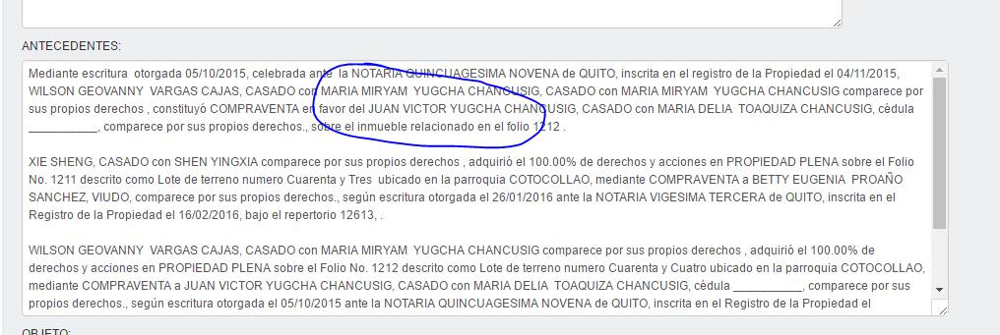 ANTECEDENTES:
Mediante escritura  otorgada 05/10/2015, celebrada ante  la NOTARIA QUINCUAGESIMA NOVENA de QUITO, inscrita en el registro de la Propiedad el 04/11/2015,
WILSON GEOVANNY  VARGAS CAJAS, CASADO con MARIA MIRYAM  YUGCHA CHANCUSIG, CASADO con MARIA MIRYAM  YUGCHA CHANCUSIG comparece por
sus propios derechos , constituyó COMPRAVENTA en favor del JUAN VICTOR YUGCHA CHANCUSIG, CASADO con MARIA DELIA  TOAQUIZA CHANCUSIG, cédula
___________, comparece por sus propios derechos., sobre el inmueble relacionado en el folio 1212 .
XIE SHENG, CASADO con SHEN YINGXIA comparece por sus propios derechos , adquirió el 100.00% de derechos y acciones en PROPIEDAD PLENA sobre el Folio
No. 1211 descrito como Lote de terreno numero Cuarenta y Tres  ubicado en la parroquia COTOCOLLAO, mediante COMPRAVENTA a BETTY EUGENIA  PROAÑO
SANCHEZ, VIUDO, comparece por sus propios derechos., según escritura otorgada el 26/01/2016 ante la NOTARIA VIGESIMA TERCERA de QUITO, inscrita en el
Registro de la Propiedad el 16/02/2016, bajo el repertorio 12613, .
WILSON GEOVANNY  VARGAS CAJAS, CASADO con MARIA MIRYAM  YUGCHA CHANCUSIG comparece por sus propios derechos , adquirió el 100.00% de
derechos y acciones en PROPIEDAD PLENA sobre el Folio No. 1212 descrito como Lote de terreno numero Cuarenta y Cuatro ubicado en la parroquia COTOCOLLAO,
mediante COMPRAVENTA a JUAN VICTOR YUGCHA CHANCUSIG, CASADO con MARIA DELIA  TOAQUIZA CHANCUSIG, cédula ___________, comparece por sus
propios derechos., según escritura otorgada el 05/10/2015 ante la NOTARIA QUINCUAGESIMA NOVENA de QUITO, inscrita en el Registro de la Propiedad el
OBJETO: